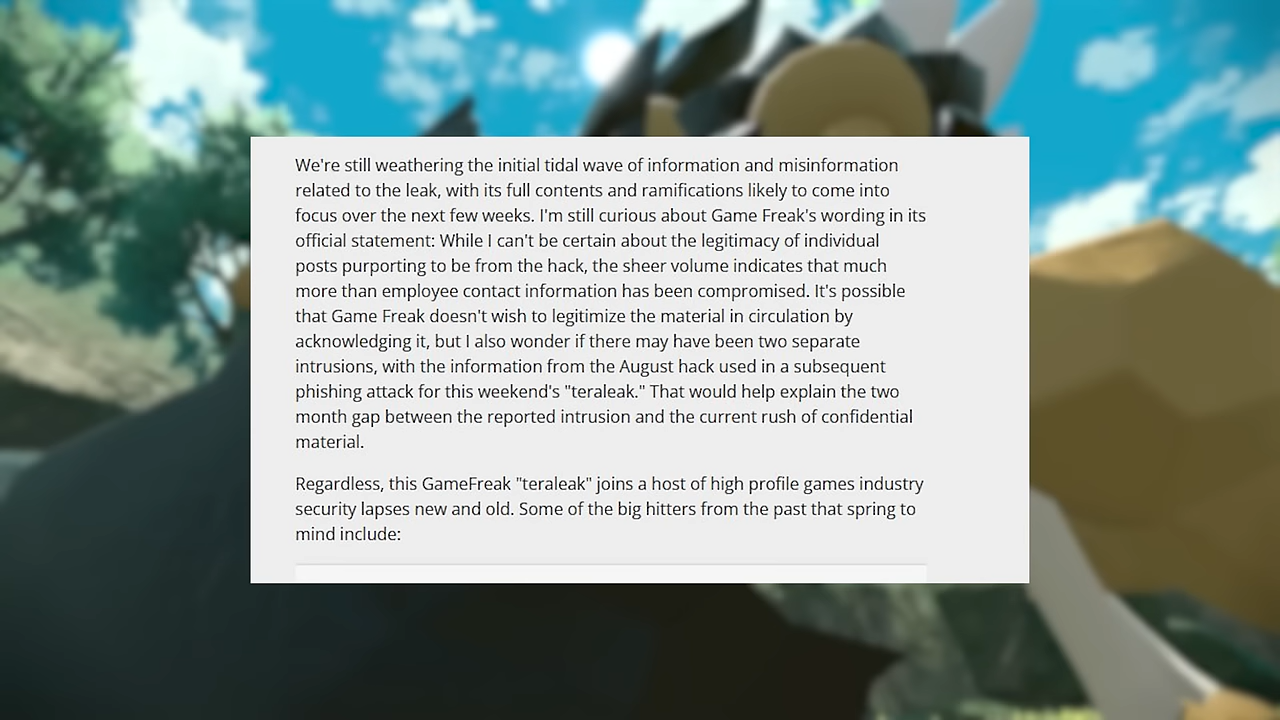 We're still weathering the initial tidal wave of information and misinformation
related to the leak, with its full contents and ramifications likely to come into
focus over the next few weeks. I'm still curious about Game Freak's wording in its
official statement: While I can't be certain about the legitimacy of individual
posts purporting to be from the hack, the sheer volume indicates that much
more than employee contact information has been compromised. It's possible
that Game Freak doesn't wish to legitimize the material in circulation by
acknowledging it, but I also wonder if there may have been two separate
intrusions, with the information from the August hack used in a subsequent
phishing attack for this weekend's "teraleak." That would help explain the two
month gap between the reported intrusion and the current rush of confidential
material.
Regardless, this GameFreak "teraleak" joins a host of high profile games industry
security lapses new and old. Some of the big hitters from the past that spring to
mind include: